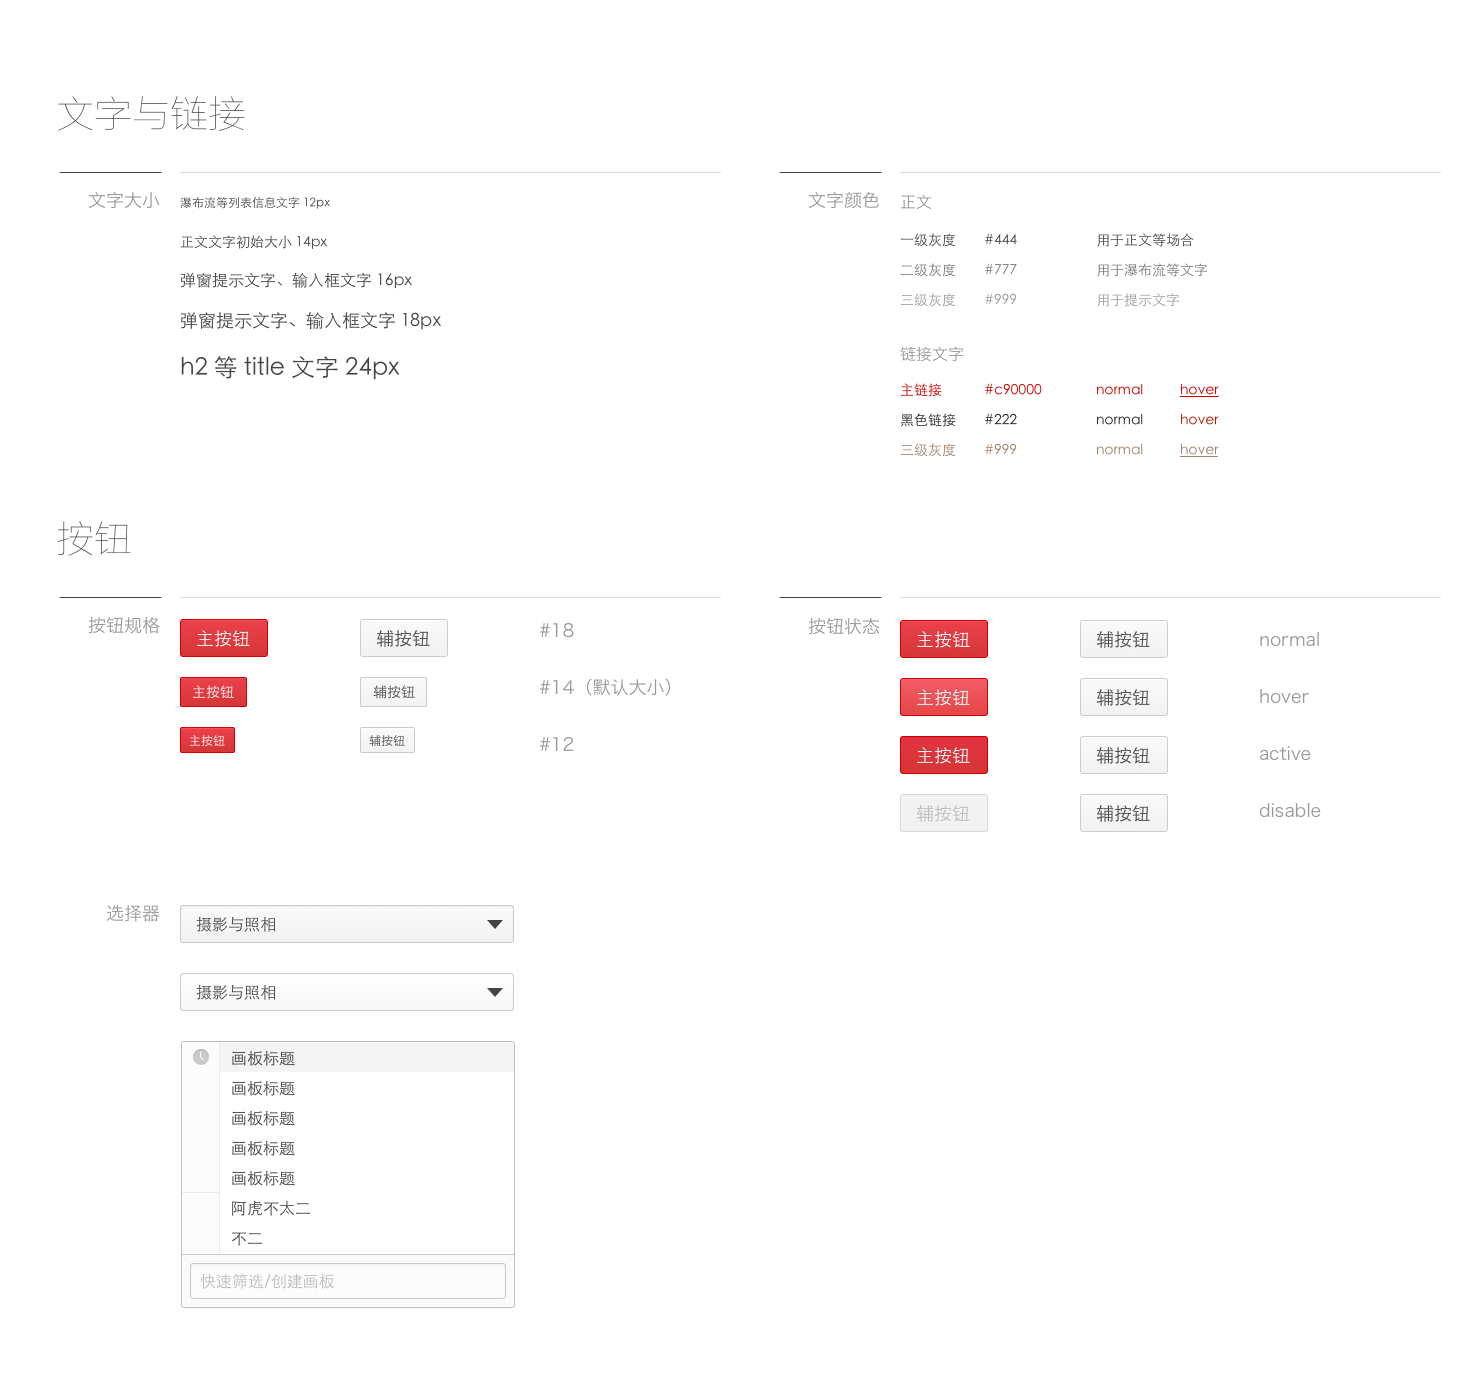 文字与链接
文字大小
瀑布流等列表信息文字 12px
正文文字初始大小 14px
弹窗提示文字、输入框文字 16px
弹窗提示文字、输入框文字 18px
h2 等 title 文字 24px
文字颜色
正文
一级灰度 #444 用于正文等场合
二级灰度 #777 用于瀑布流等文字
三级灰度 #999 用于提示文字
链接文字
主链接 #c90000 normal hover
黑色链接 #222 normal hover
三级灰度 #999 normal hover
按钮
按钮规格
主按钮 辅按钮 #18
主按钮 辅按钮 #14（默认大小）
主按钮 辅按钮 #12
按钮状态
主按钮 辅按钮 normal
主按钮 辅按钮 hover
主按钮 辅按钮 active
辅按钮 辅按钮 disable
选择器
摄影与照相
摄影与照相
画板标题
画板标题
画板标题
画板标题
画板标题
阿虎不太二
不二
快速筛选/创建画板